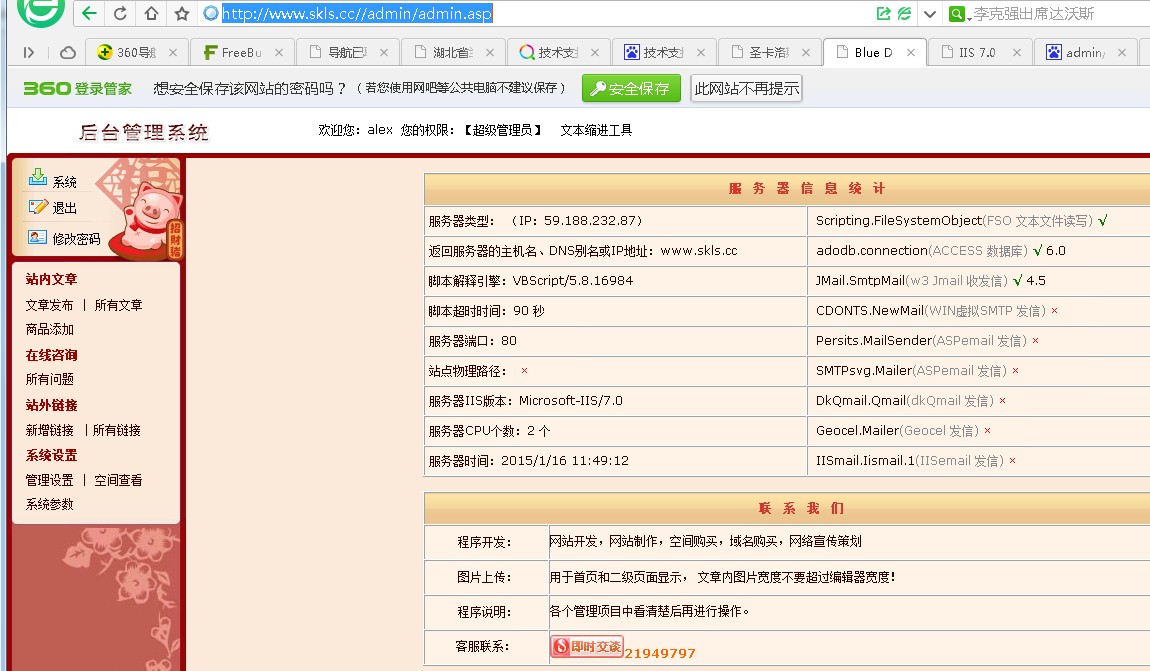 http://www.skls.cc//admin/admin.asp 李克强出席达沃斯
360导航 FreeBu 导航已 湖北省 技术支 技术支 圣卡洛 Blue D IIS 7.0 admin/
360登录管家 想安全保存该网站的密码吗？（若您使用网吧等公共电脑不建议保存） 安全保存 此网站不再提示
后台管理系统 欢迎您：alex 您的权限：【超级管理员】 文本缩进工具
系统
退出
修改密码
招财猪
站内文章
文章发布 | 所有文章
商品添加
在线咨询
所有问题
站外链接
新增链接 |所有链接
系统设置
管理设置 | 空间查看
系统参数
服务器信息统计
服务器类型：（IP：59.188.232.87） Scripting.FileSystemObject(FSO 文本文件读写) √
返回服务器的主机名、DNS别名或IP地址：www.skls.cc adodb.connection(ACCESS 数据库) √ 6.0
脚本解释引擎：VBScript/5.8.16984 JMail.SmtpMail(w3 Jmail 收发信) √ 4.5
脚本超时时间：90 秒 CDONTS.NewMail(WIN虚拟SMTP 发信) ×
服务器端口：80 Persits.MailSender(ASPemail 发信) ×
站点物理路径： × SMTPsvg.Mailer(ASPemail 发信) ×
服务器IIS版本：Microsoft-IIS/7.0 DkQmail.Qmail(dkQmail 发信) ×
服务器CPU个数：2 个 Geocel.Mailer(Geocel 发信) ×
服务器时间：2015/1/16 11:49:12 IISmail.Iismail.1(IISemail 发信) ×
联系我们
程序开发： 网站开发，网站制作，空间购买，域名购买，网络宣传策划
图片上传： 用于首页和二级页面显示， 文章内图片宽度不要超过编辑器宽度！
程序说明： 各个管理项目中看清楚后再进行操作。
客服联系： 即时交谈 21949797